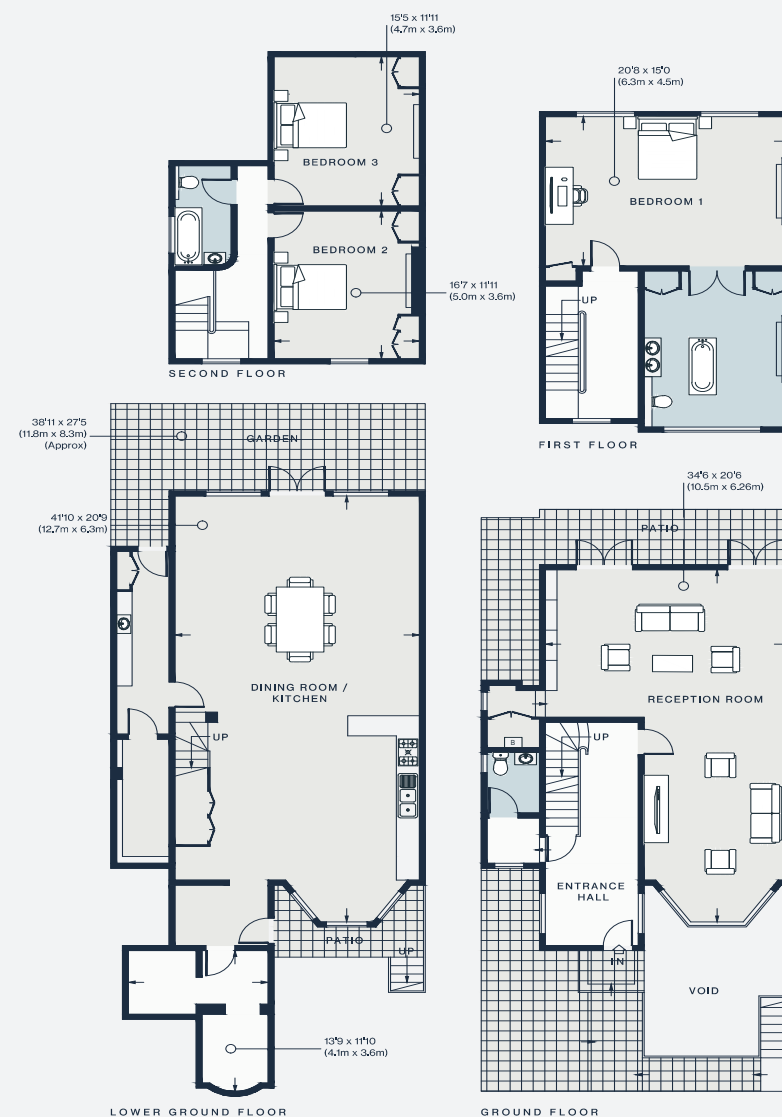 15'5 x 11'11
(4.7m x 3.6m)
BEDROOM 3
BEDROOM 2
16'7 x 11'11
(5.0m x 3.6m)
SECOND FLOOR
20'8 x 15'0
(6.3m x 4.5m)
BEDROOM 1
UP
FIRST FLOOR
38'11 x 27'5
(11.8m x 8.3m)
(Approx)
GARDEN
41'10 x 20'9
(12.7m x 6.3m)
DINING ROOM /
KITCHEN
UP
PATIO
UP
13'9 x 11'10
(4.1m x 3.6m)
LOWER GROUND FLOOR
34'6 x 20'6
(10.5m x 6.26m)
PATIO
RECEPTION ROOM
UP
B
ENTRANCE
HALL
IN
VOID
GROUND FLOOR